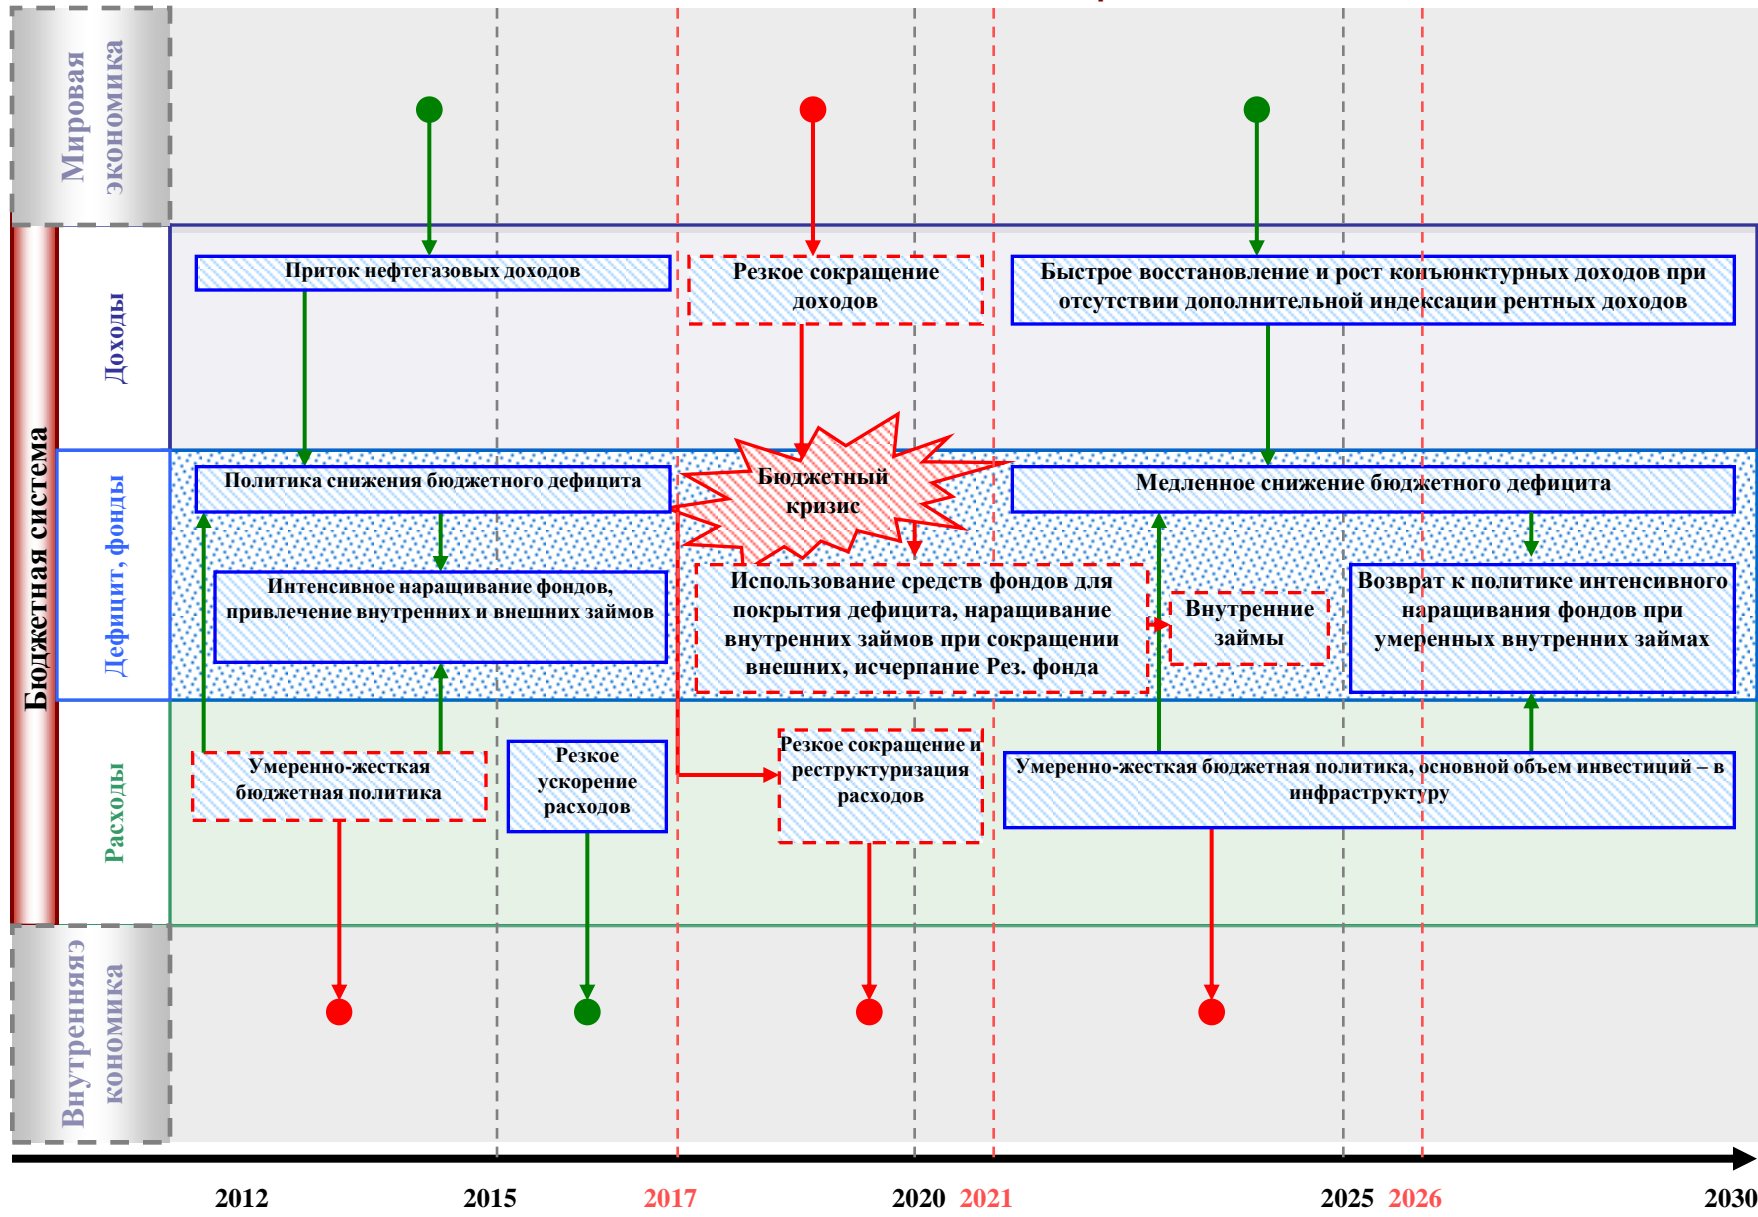 Мировая
экономика
Бюджетная система
Доходы
Приток нефтегазовых доходов
Резкое сокращение
доходов
Быстрое восстановление и рост конъюнктурных доходов при
отсутствии дополнительной индексации рентных доходов
Дефицит, фонды
Политика снижения бюджетного дефицита
Бюджетный
кризис
Медленное снижение бюджетного дефицита
Интенсивное наращивание фондов,
привлечение внутренних и внешних займов
Использование средств фондов для
покрытия дефицита, наращивание
внутренних займов при сокращении
внешних, исчерпание Рез. фонда
Внутренние
займы
Возврат к политике интенсивного
наращивания фондов при
умеренных внутренних займах
Расходы
Умеренно-жесткая
бюджетная политика
Резкое
ускорение
расходов
Резкое сокращение и
реструктуризация
расходов
Умеренно-жесткая бюджетная политика, основной объем инвестиций – в
инфраструктуру
Внутренняяэ
кономика
2012 2015 2017 2020 2021 2025 2026 2030